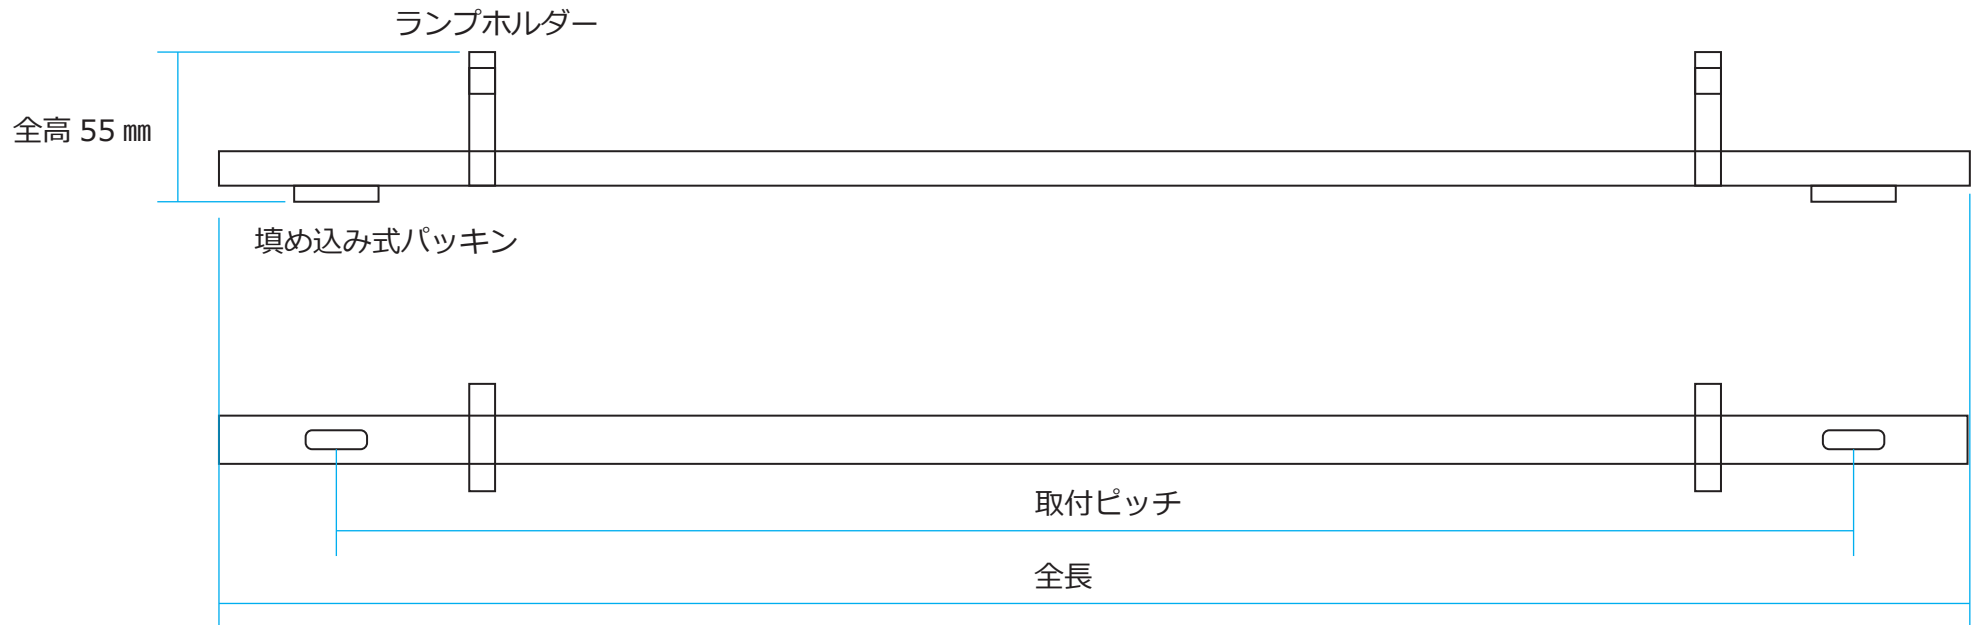 ランプホルダー
全高 55 ㎜
填め込み式パッキン
取付ピッチ
全長